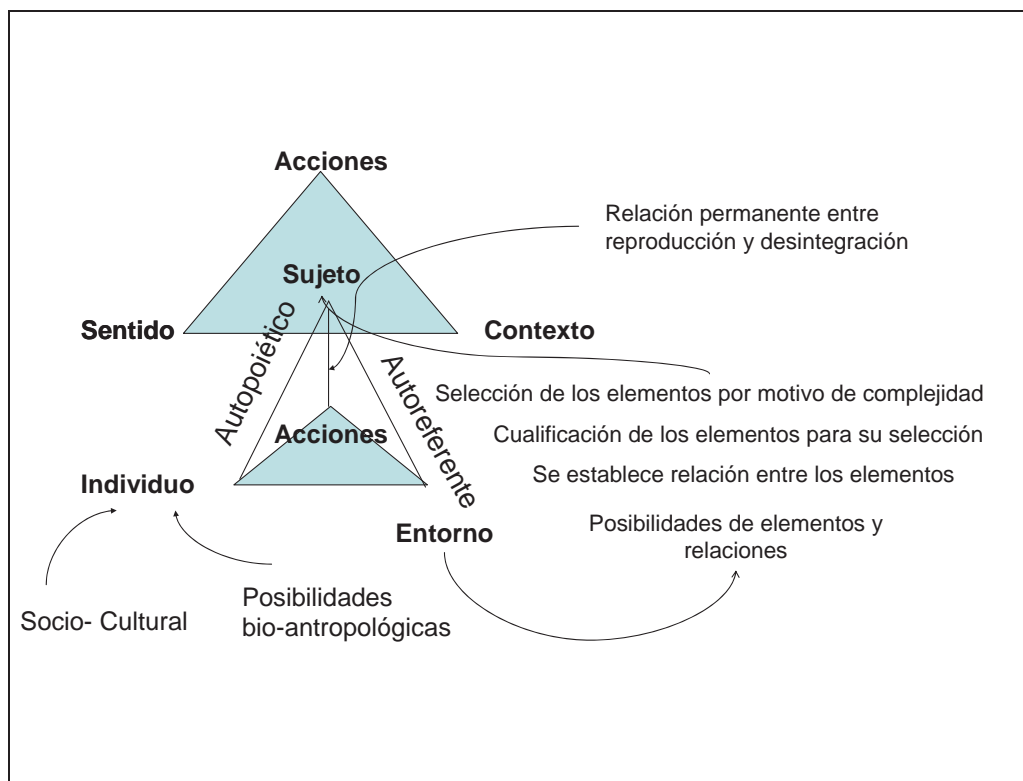 Acciones
Relación permanente entre
reproducción y desintegración
Sujeto
Sentido
Contexto
Autopoiético
Autoreferente
Selección de los elementos por motivo de complejidad
Cualificación de los elementos para su selección
Acciones
Se establece relación entre los elementos
Individuo
Entorno
Posibilidades de elementos y
relaciones
Socio- Cultural
Posibilidades
bio-antropológicas